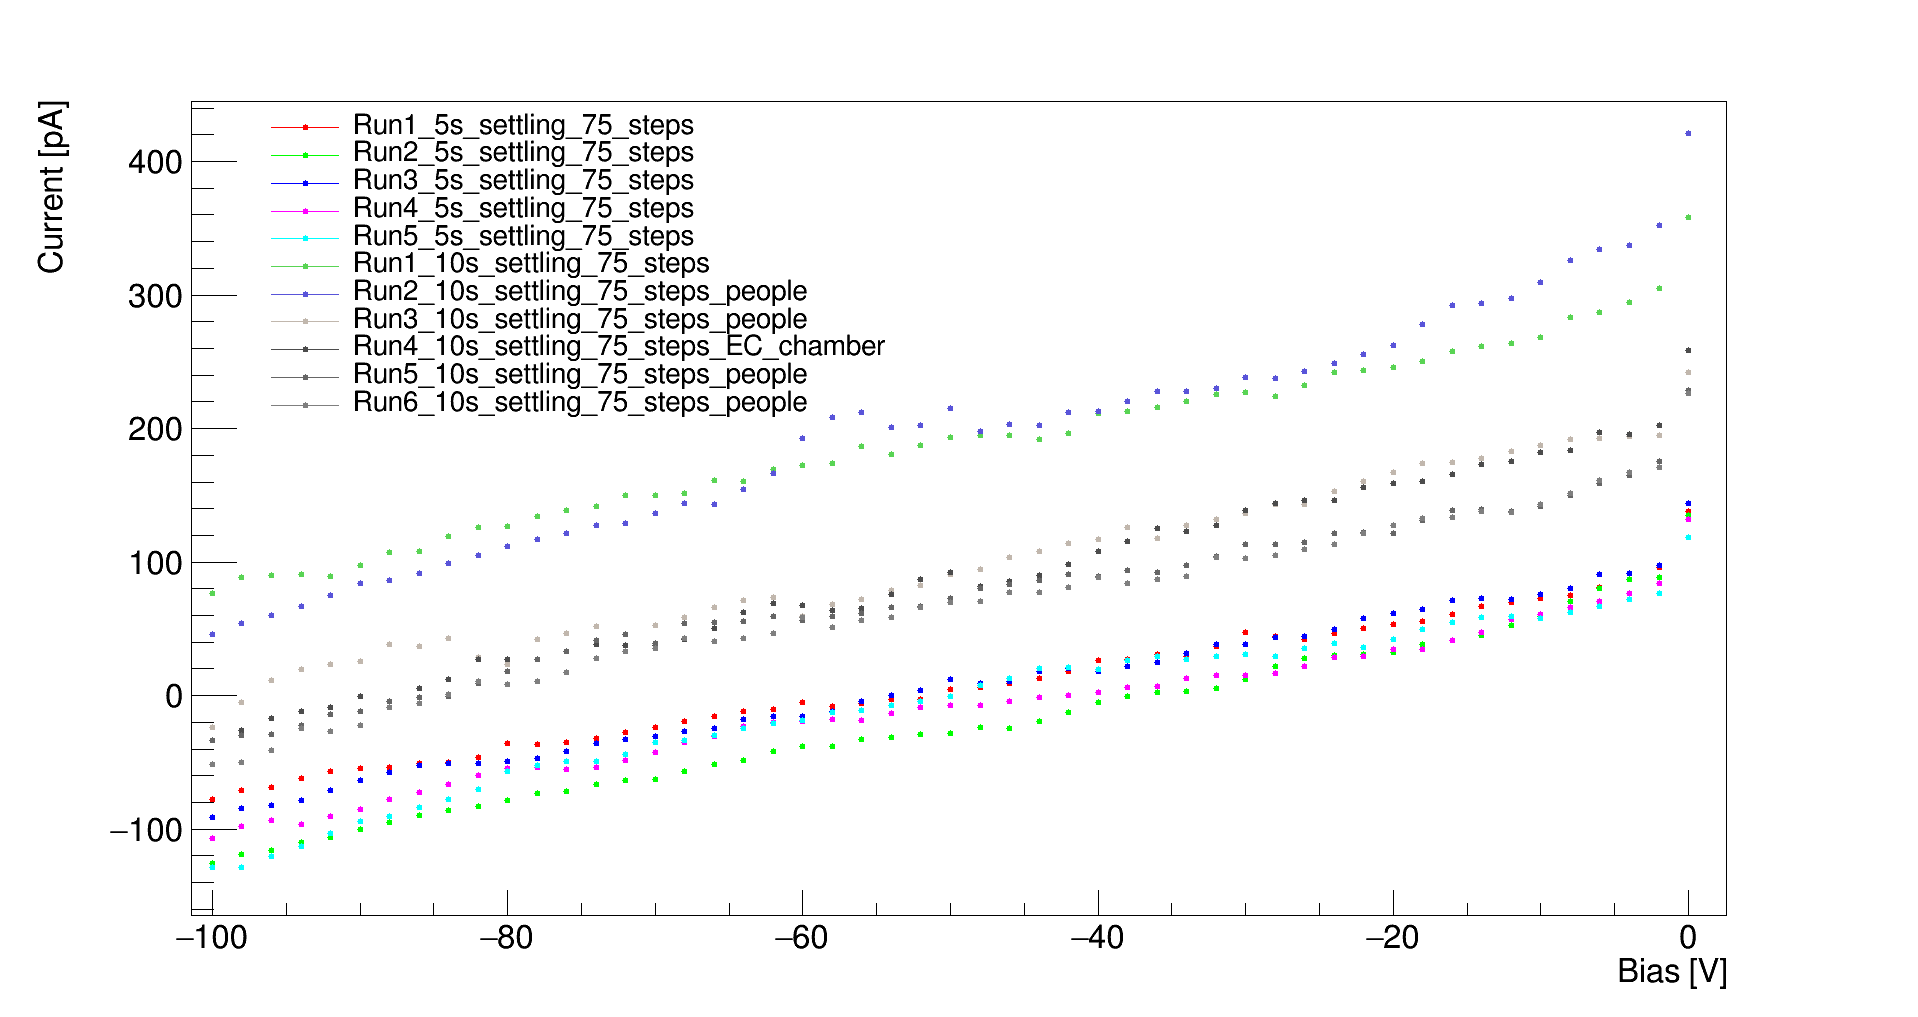 Current [pA]
400
300
200
100
0
−100
Run1_5s_settling_75_steps
Run2_5s_settling_75_steps
Run3_5s_settling_75_steps
Run4_5s_settling_75_steps
Run5_5s_settling_75_steps
Run1_10s_settling_75_steps
Run2_10s_settling_75_steps_people
Run3_10s_settling_75_steps_people
Run4_10s_settling_75_steps_EC_chamber
Run5_10s_settling_75_steps_people
Run6_10s_settling_75_steps_people
−100 −80 −60 −40 −20 0
Bias [V]